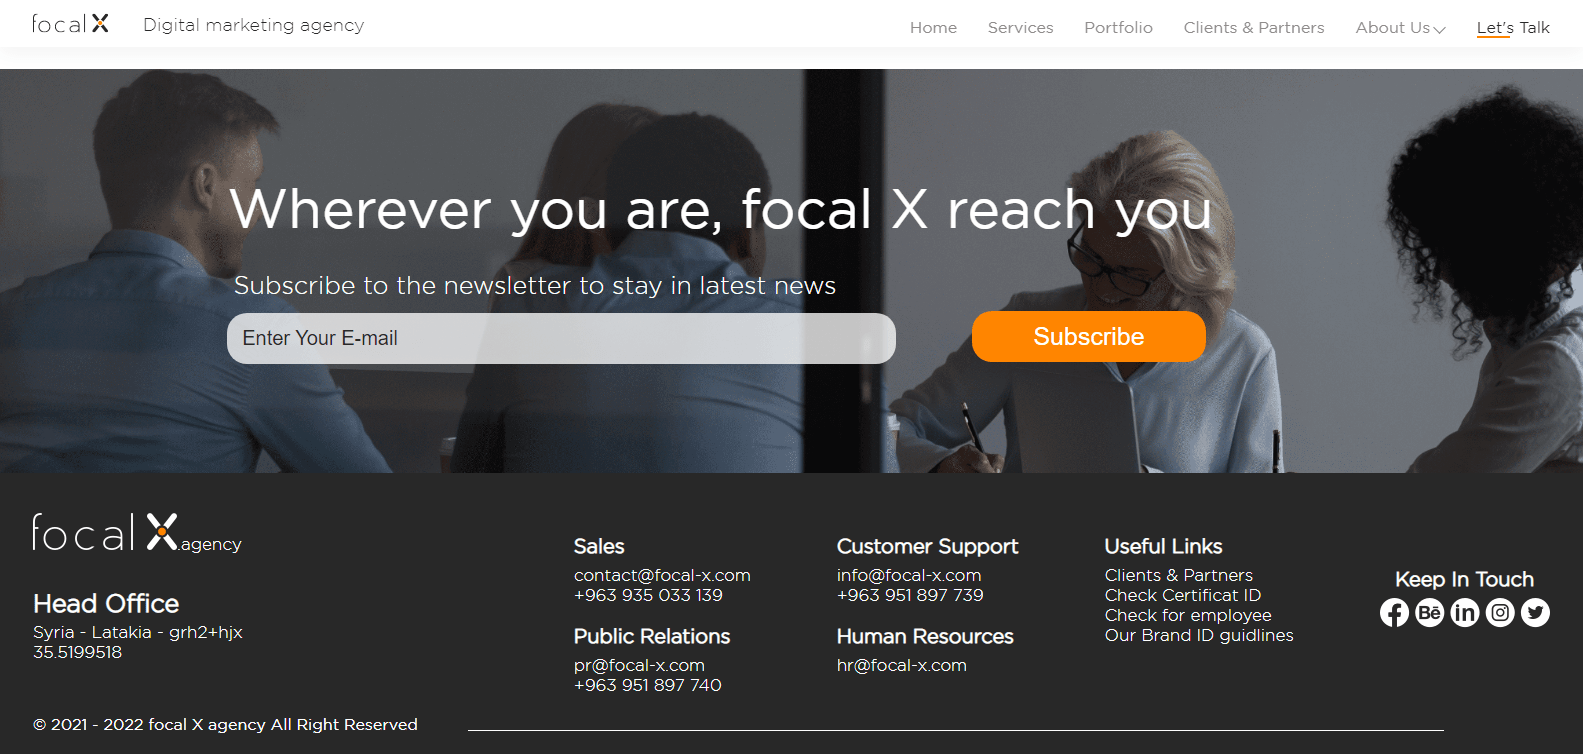 focal X
Digital marketing agency
Home
Services
Portfolio
Clients & Partners
About Us
Let's Talk
Wherever you are, focal X reach you
Subscribe to the newsletter to stay in latest news
Enter Your E-mail
Subscribe
focal X.agency
Head Office
Syria - Latakia - grh2+hjx
35.5199518
Sales
contact@focal-x.com
+963 935 033 139
Public Relations
pr@focal-x.com
+963 951 897 740
Customer Support
info@focal-x.com
+963 951 897 739
Human Resources
hr@focal-x.com
Useful Links
Clients & Partners
Check Certificat ID
Check for employee
Our Brand ID guidlines
Keep In Touch
f
Bē
in
© 2021 - 2022 focal X agency All Right Reserved